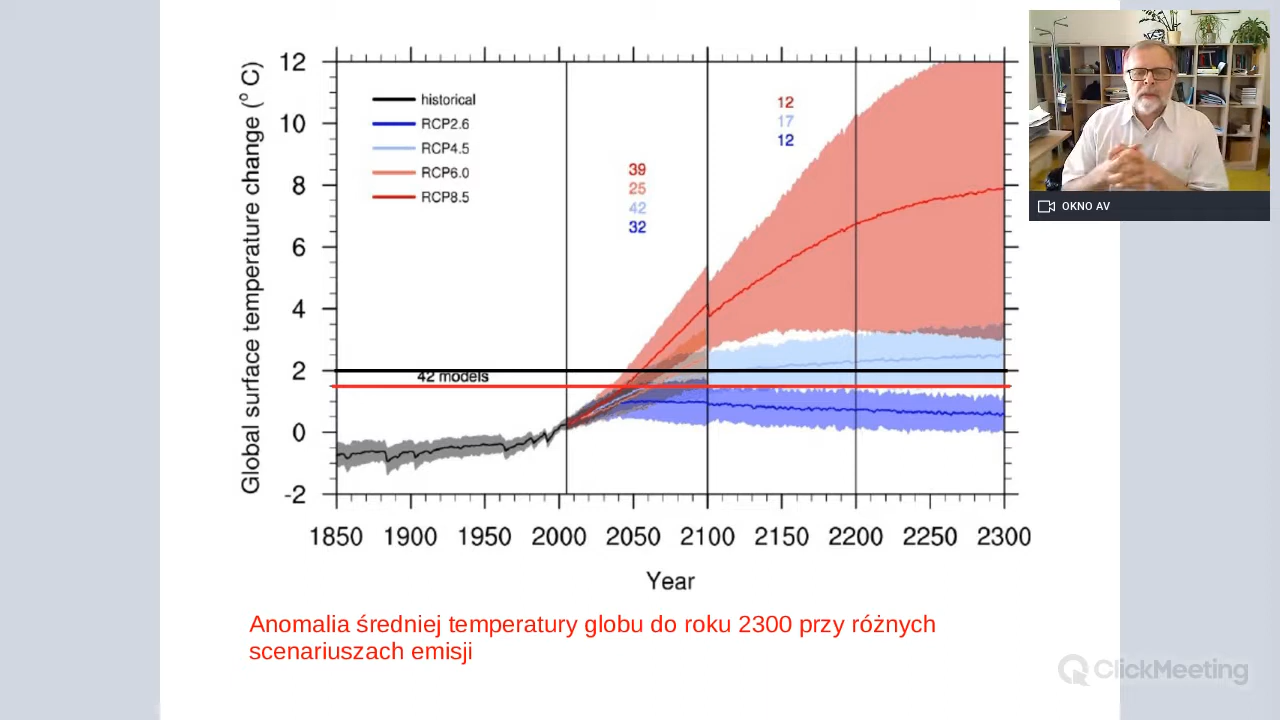 Global surface temperature change (° C)
12
10
8
6
4
2
0
-2
historical
RCP2.6
RCP4.5
RCP6.0
RCP8.5
39
25
42
32
12
17
12
42 models
1850 1900 1950 2000 2050 2100 2150 2200 2250 2300
Year
Anomalia średniej temperatury globu do roku 2300 przy różnych
scenariuszach emisji
OKNO AV
ClickMeeting